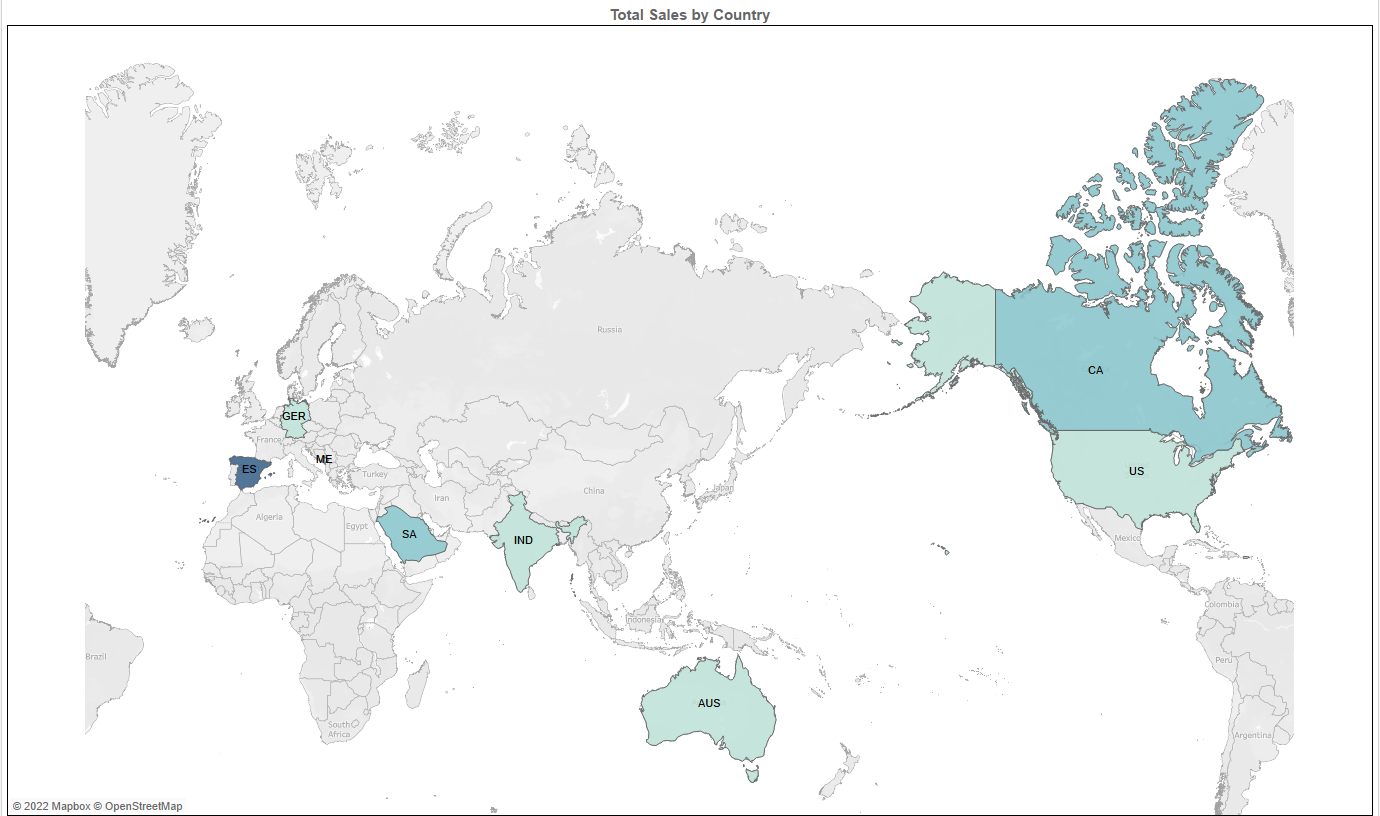 Total Sales by Country
Russia
CA
GER
France
ME
ES
US
Turkey
Iran
China
Japan
Algeria
Egypt
SA
IND
Mexico
Colombia
Indonesia
Brazil
Peru
AUS
South
Africa
Argentina
© 2022 Mapbox © OpenStreetMap